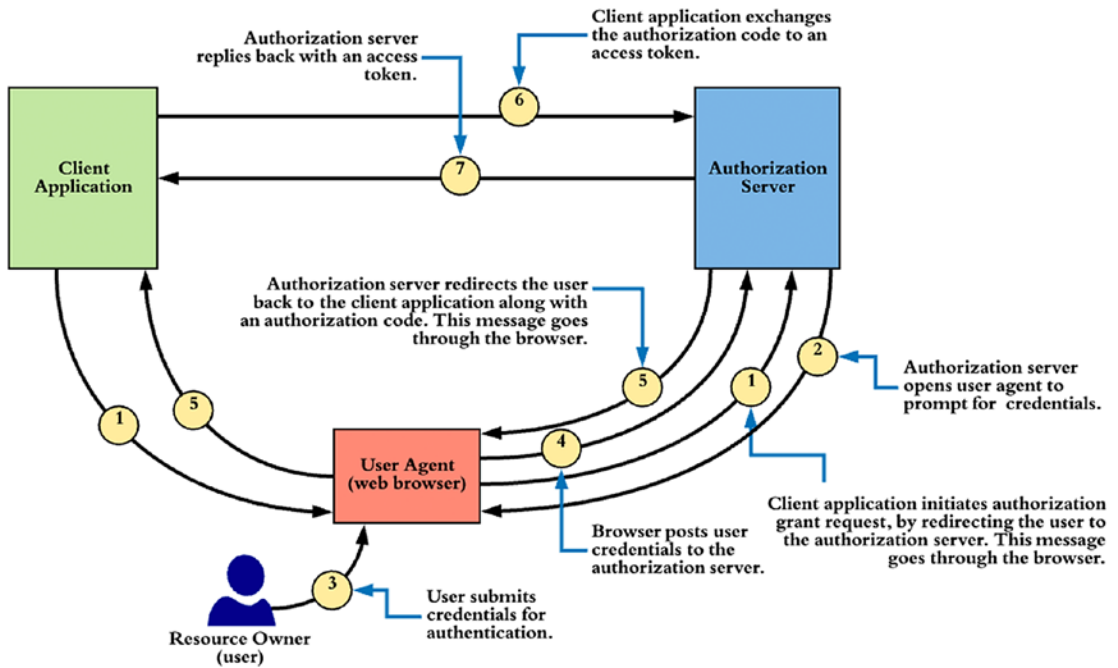 Client application exchanges
the authorization code to an
access token.
Authorization server
replies back with an access
token.
6
7
Client
Application
Authorization
Server
Authorization server redirects the user
back to the client application along with
an authorization code. This message goes
through the browser.
2
Authorization server
opens user agent to
prompt for credentials.
5
1
1
5
4
User Agent
(web browser)
Client application initiates authorization
grant request, by redirecting the user to
the authorization server. This message
goes through the browser.
Browser posts user
credentials to the
authorization server.
3
User submits
credentials for
authentication.
Resource Owner
(user)